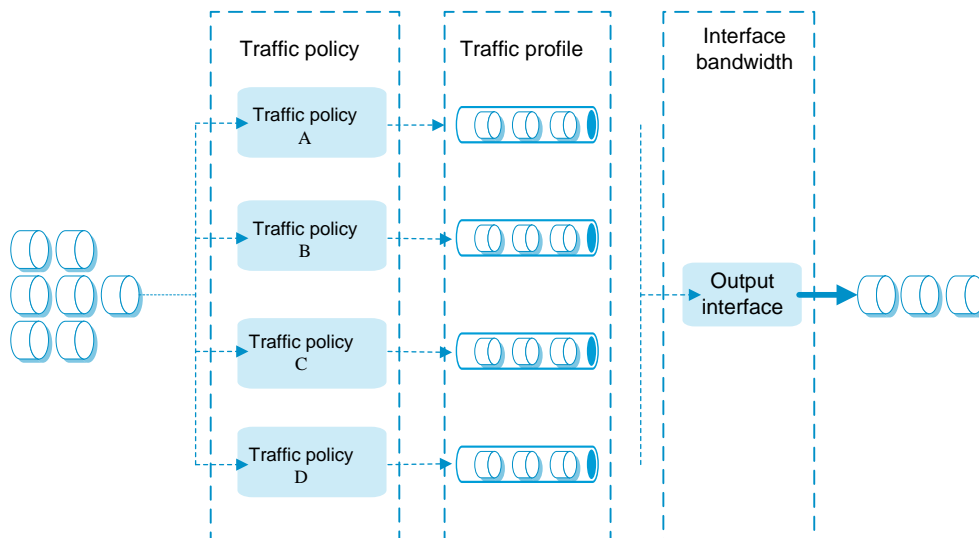 Traffic policy
Traffic profile
Interface
bandwidth
Traffic policy
A
Traffic policy
B
Traffic policy
C
Traffic policy
D
Output
interface